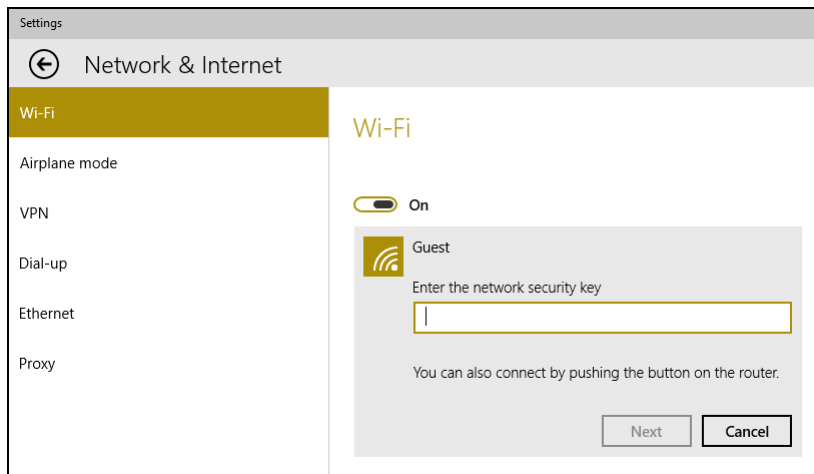 Settings
Network & Internet
Wi-Fi
Airplane mode
VPN
Dial-up
Ethernet
Proxy
Wi-Fi
On
Guest
Enter the network security key
You can also connect by pushing the button on the router.
Next
Cancel